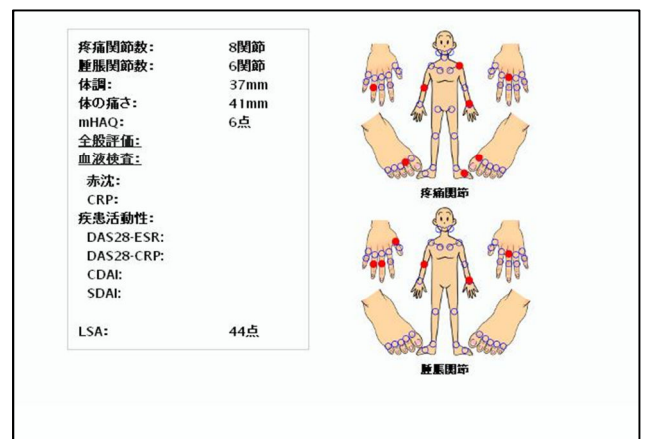 疼痛関節数: 8関節
腫脹関節数: 6関節
体調: 37mm
体の痛さ: 41mm
mHAQ: 6点
全般評価:
血液検査:
赤沈:
CRP:
疾患活動性:
DAS28-ESR:
DAS28-CRP:
CDAI:
SDAI:
LSA: 44点
疼痛関節
腫脹関節